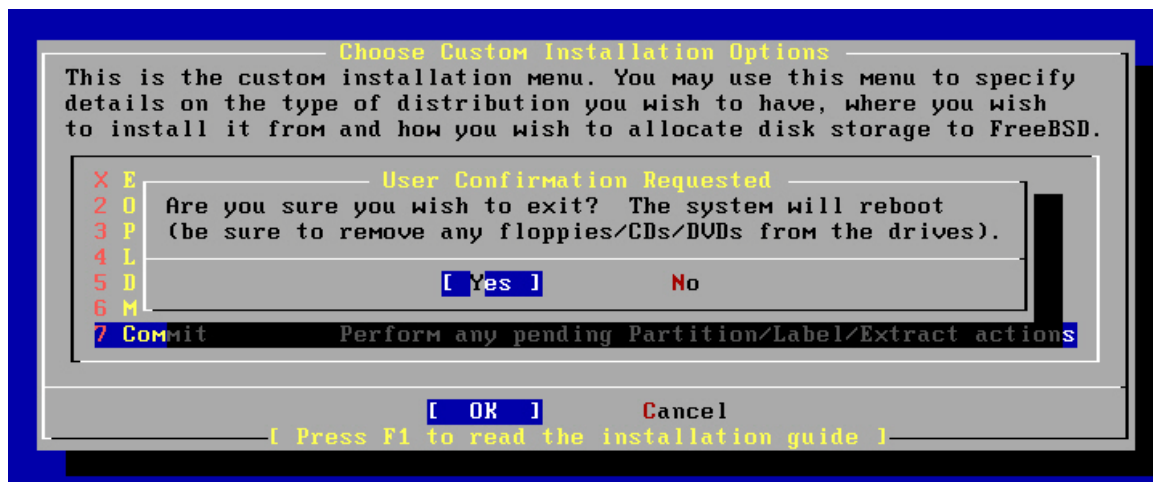 Choose Custom Installation Options
This is the custom installation menu. You may use this menu to specify
details on the type of distribution you wish to have, where you wish
to install it from and how you wish to allocate disk storage to FreeBSD.
X E
User Confirmation Requested
2 O
Are you sure you wish to exit?  The system will reboot
3 P
(be sure to remove any floppies/CDs/DVDs from the drives).
4 L
5 D
[ Yes ] No
6 M
7 Commit Perform any pending Partition/Label/Extract actions
[ OK ] Cancel
[ Press F1 to read the installation guide ]